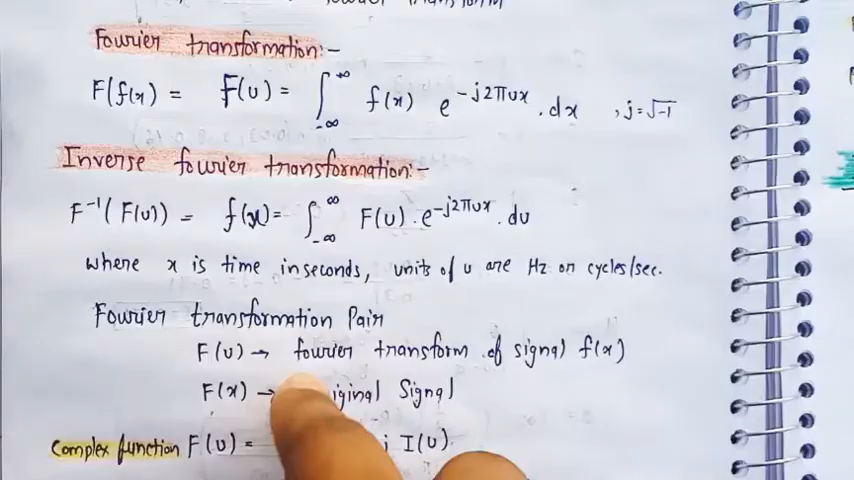 Fourier transformation:-
F(f(x) = F(u) = ∫_{-∞}^{+∞} f(x) e^{-j2πux} . dx , j=√-1
Inverse fourier transformation:-
F^{-1}(F(u)) = f(x) = ∫_{-∞}^{∞} F(u) . e^{-j2πux} . du
where x is time in seconds, units of u are Hz or cycles/sec.
Fourier transformation Pair
F(u) → fourier transform of signal f(x)
F(x) → iginal Signal
Complex function F(u) = j I(u)